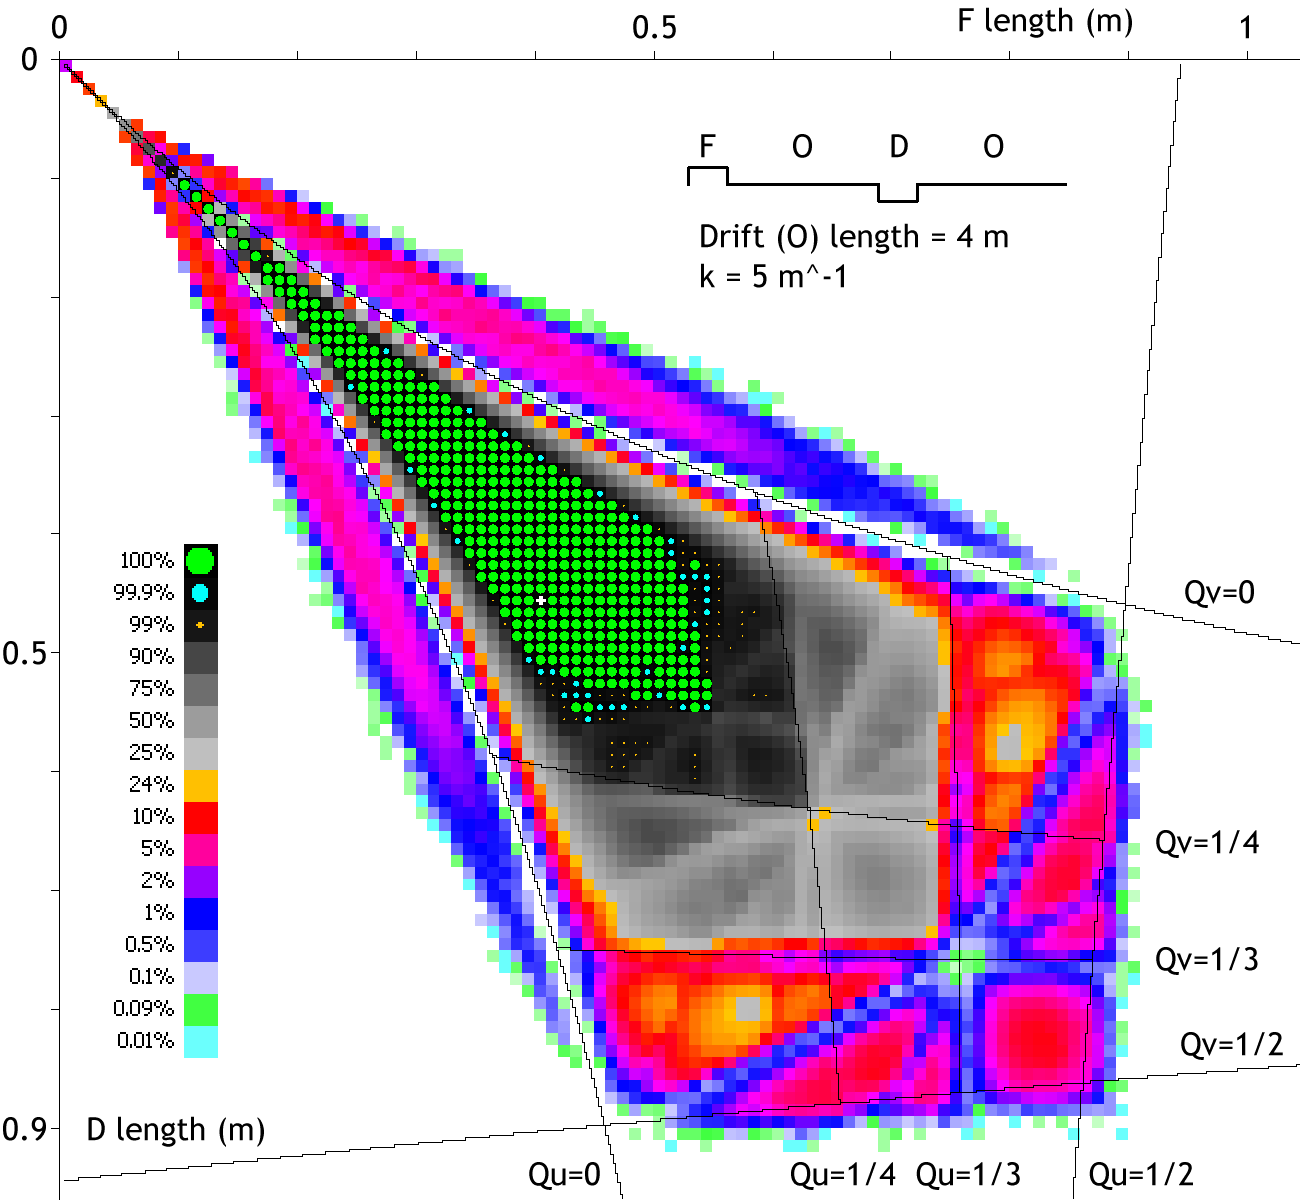 0 0.5 F length (m) 1
0
F O D O
Drift (O) length = 4 m
k = 5 m^-1
100%
99.9%
99%
90%
75%
50%
25%
24%
10%
5%
2%
1%
0.5%
0.1%
0.09%
0.01%
Qv=0
0.5
Qv=1/4
Qv=1/3
Qv=1/2
0.9 D length (m)
Qu=0 Qu=1/4 Qu=1/3 Qu=1/2